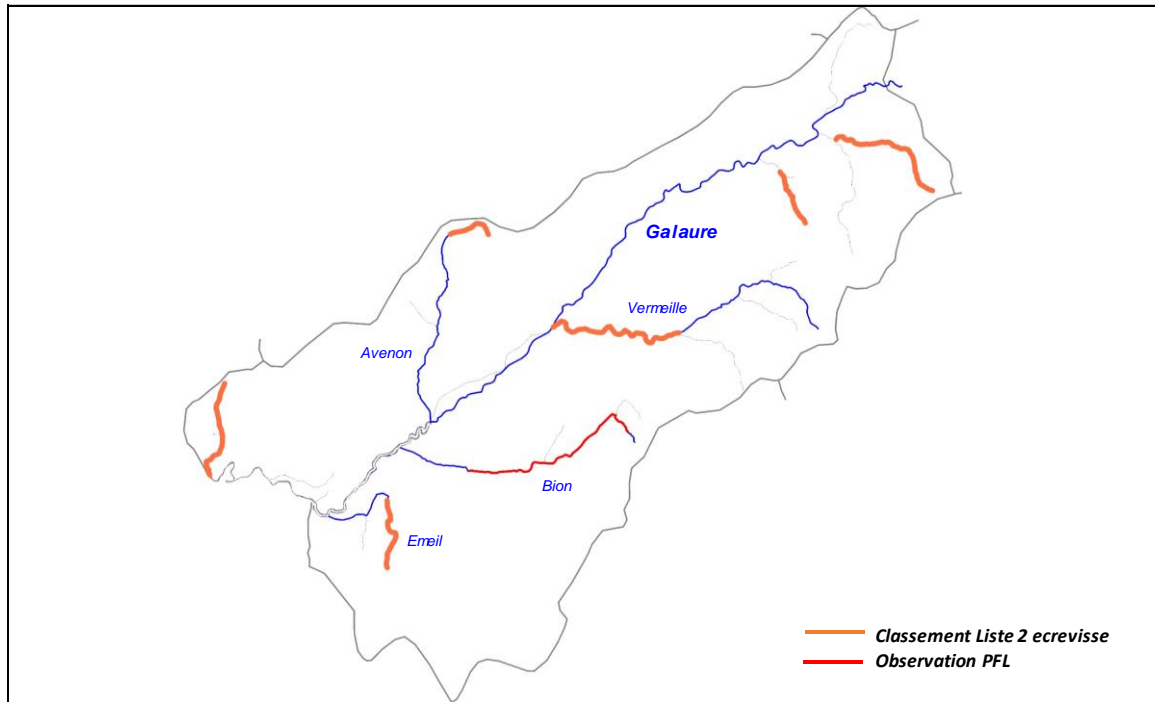 Galaure
Vermeille
Avenon
Bion
Emeil
Classement Liste 2 ecrevisse
Observation PFL